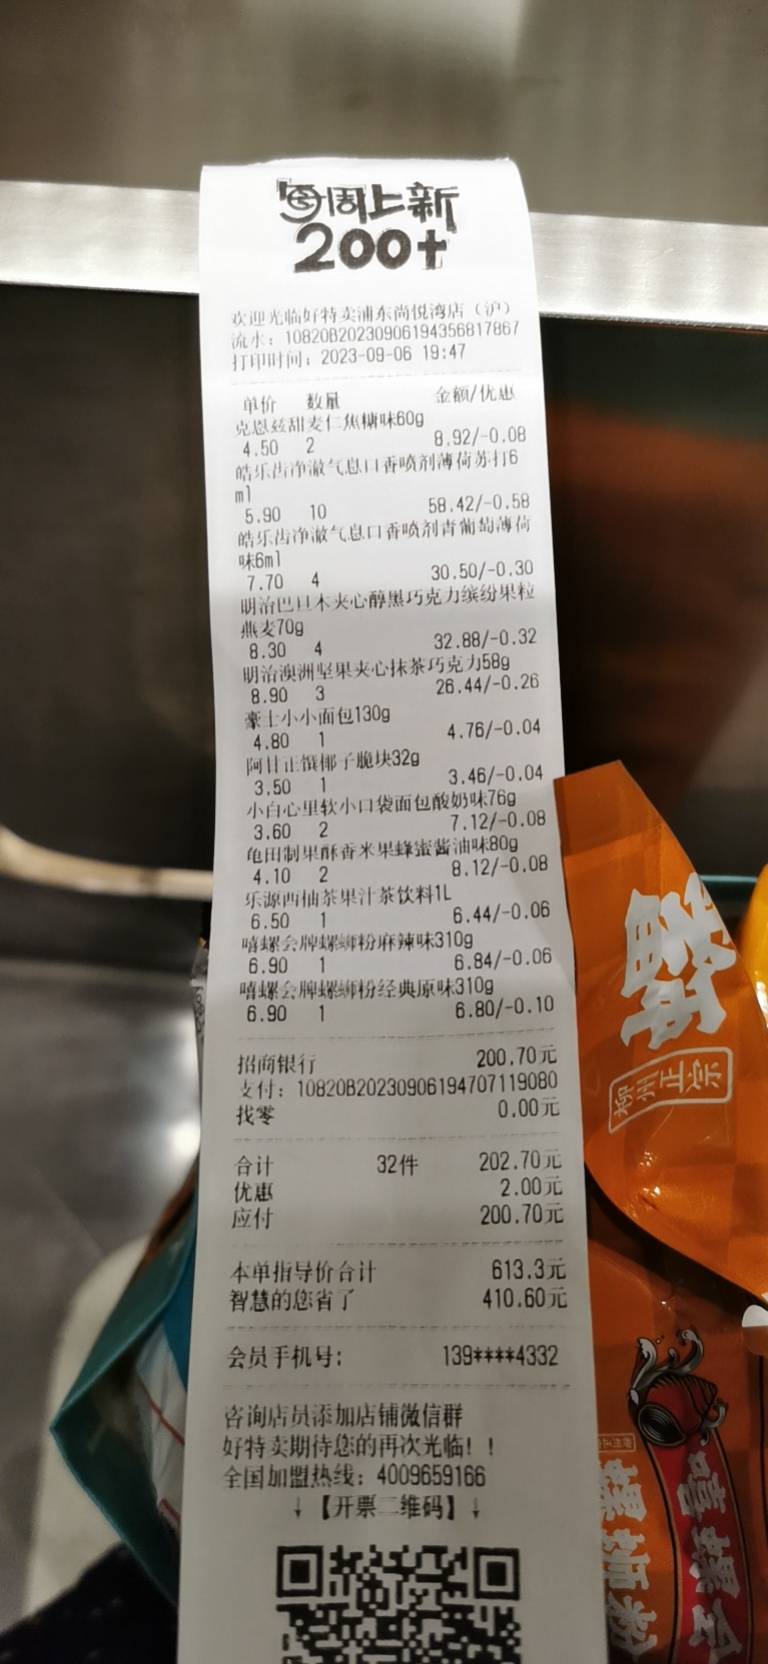 每周上新
200+
欢迎光临好特卖浦东尚悦湾店（沪）
流水：10820B20230906194356817867
打印时间：2023-09-06 19:47
单价 数量 金额/优惠
克恩兹甜麦仁焦糖味60g
4.50 2 8.92/-0.08
皓乐齿净澈气息口香喷剂薄荷苏打6
ml
5.90 10 58.42/-0.58
皓乐齿净澈气息口香喷剂青葡萄薄荷
味6ml
7.70 4 30.50/-0.30
明治巴旦木夹心醇黑巧克力缤纷果粒
燕麦70g
8.30 4 32.88/-0.32
明治澳洲坚果夹心抹茶巧克力58g
8.90 3 26.44/-0.26
豪士小小面包130g
4.80 1 4.76/-0.04
阿甘正馔椰子脆块32g
3.50 1 3.46/-0.04
小白心里软小口袋面包酸奶味76g
3.60 2 7.12/-0.08
龟田制果酥香米果蜂蜜酱油味80g
4.10 2 8.12/-0.08
乐源西柚茶果汁茶饮料1L
6.50 1 6.44/-0.06
嘻螺会牌螺蛳粉麻辣味310g
6.90 1 6.84/-0.06
嘻螺会牌螺蛳粉经典原味310g
6.90 1 6.80/-0.10
招商银行 200.70元
支付：10820B20230906194707119080
找零 0.00元
合计 32件 202.70元
优惠 2.00元
应付 200.70元
本单指导价合计 613.3元
智慧的您省了 410.60元
会员手机号： 139****4332
咨询店员添加店铺微信群
好特卖期待您的再次光临！！
全国加盟热线：4009659166
↓【开票二维码】↓
柳州正宗
嘻螺会
螺蛳粉